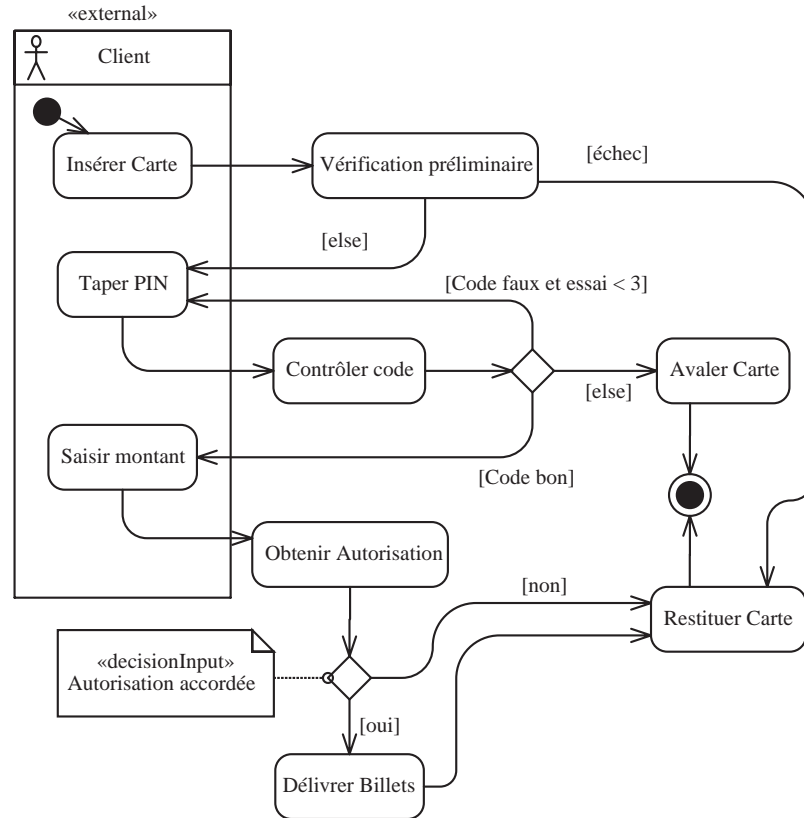 «external»
Client
Insérer Carte
Vérification préliminaire
[échec]
[else]
Taper PIN
[Code faux et essai < 3]
Contrôler code
[else]
Avaler Carte
Saisir montant
[Code bon]
Obtenir Autorisation
[non]
Restituer Carte
«decisionInput»
Autorisation accordée
[oui]
Délivrer Billets